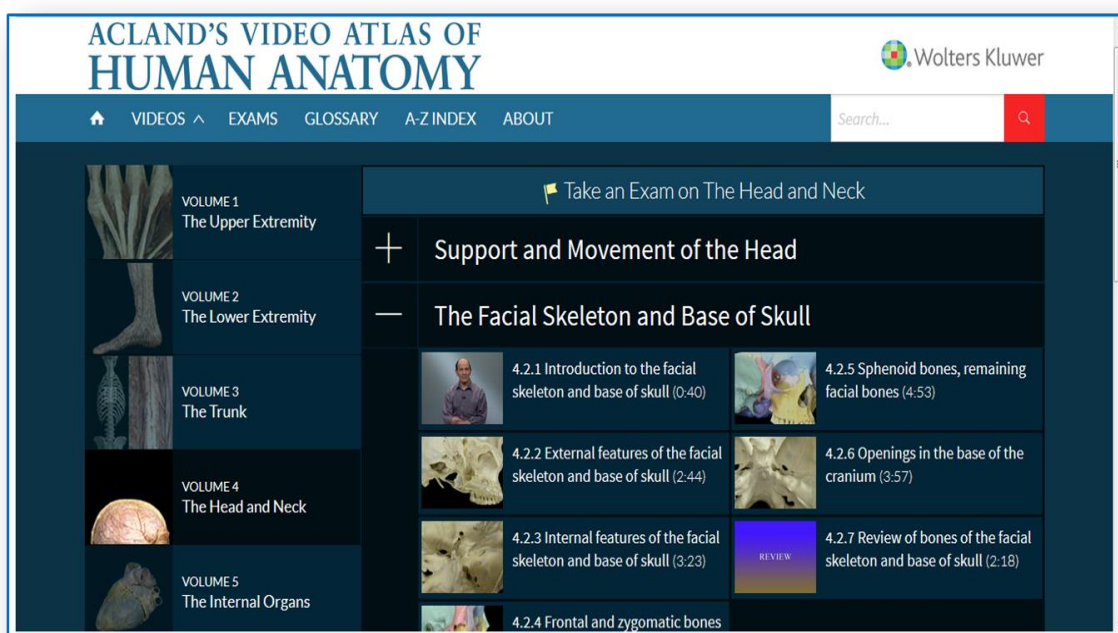 ACLAND'S VIDEO ATLAS OF
HUMAN ANATOMY
Wolters Kluwer
VIDEOS
EXAMS
GLOSSARY
A-Z INDEX
ABOUT
Search...
VOLUME 1
The Upper Extremity
VOLUME 2
The Lower Extremity
VOLUME 3
The Trunk
VOLUME 4
The Head and Neck
VOLUME 5
The Internal Organs
Take an Exam on The Head and Neck
Support and Movement of the Head
The Facial Skeleton and Base of Skull
4.2.1 Introduction to the facial
skeleton and base of skull (0:40)
4.2.2 External features of the facial
skeleton and base of skull (2:44)
4.2.3 Internal features of the facial
skeleton and base of skull (3:23)
4.2.4 Frontal and zygomatic bones
4.2.5 Sphenoid bones, remaining
facial bones (4:53)
4.2.6 Openings in the base of the
cranium (3:57)
REVIEW
4.2.7 Review of bones of the facial
skeleton and base of skull (2:18)